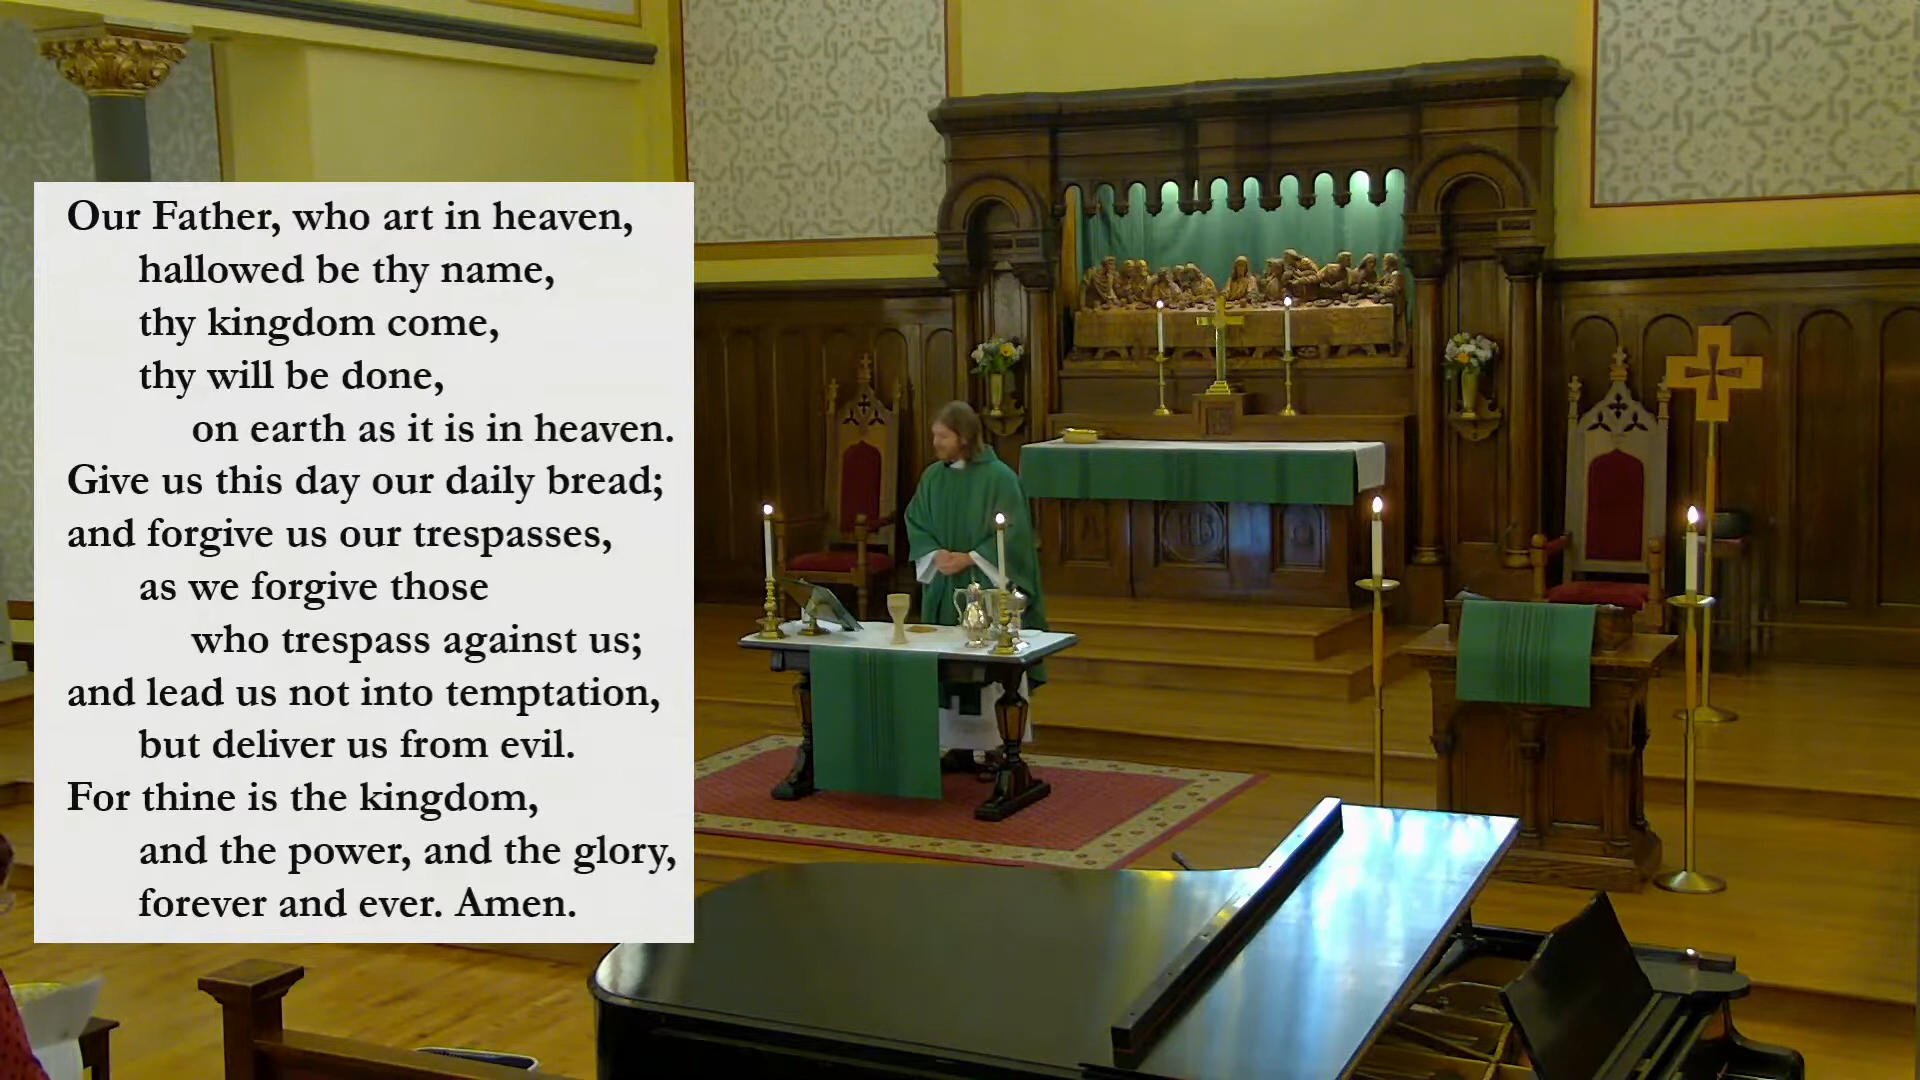 Our Father, who art in heaven,
hallowed be thy name,
thy kingdom come,
thy will be done,
on earth as it is in heaven.
Give us this day our daily bread;
and forgive us our trespasses,
as we forgive those
who trespass against us;
and lead us not into temptation,
but deliver us from evil.
For thine is the kingdom,
and the power, and the glory,
forever and ever. Amen.